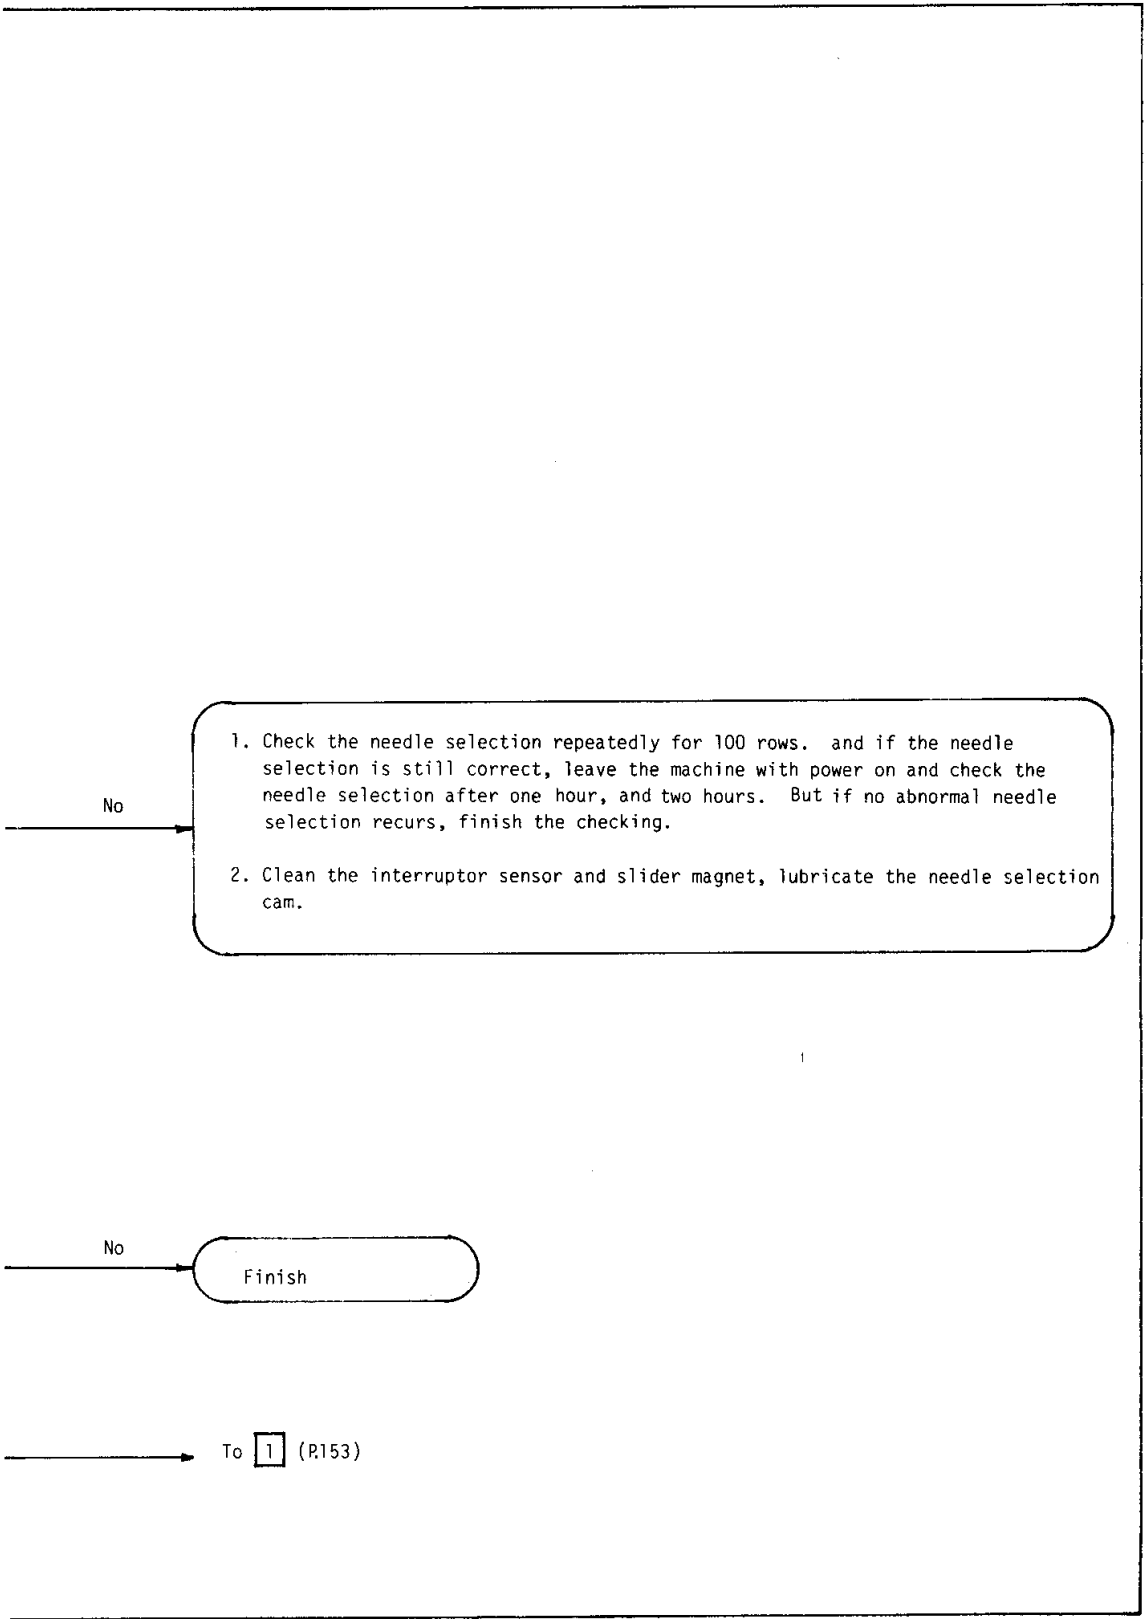 No
1. Check the needle selection repeatedly for 100 rows. and if the needle
selection is still correct, leave the machine with power on and check the
needle selection after one hour, and two hours. But if no abnormal needle
selection recurs, finish the checking.
2. Clean the interruptor sensor and slider magnet, lubricate the needle selection
cam.
No
Finish
To 1 (P.153)